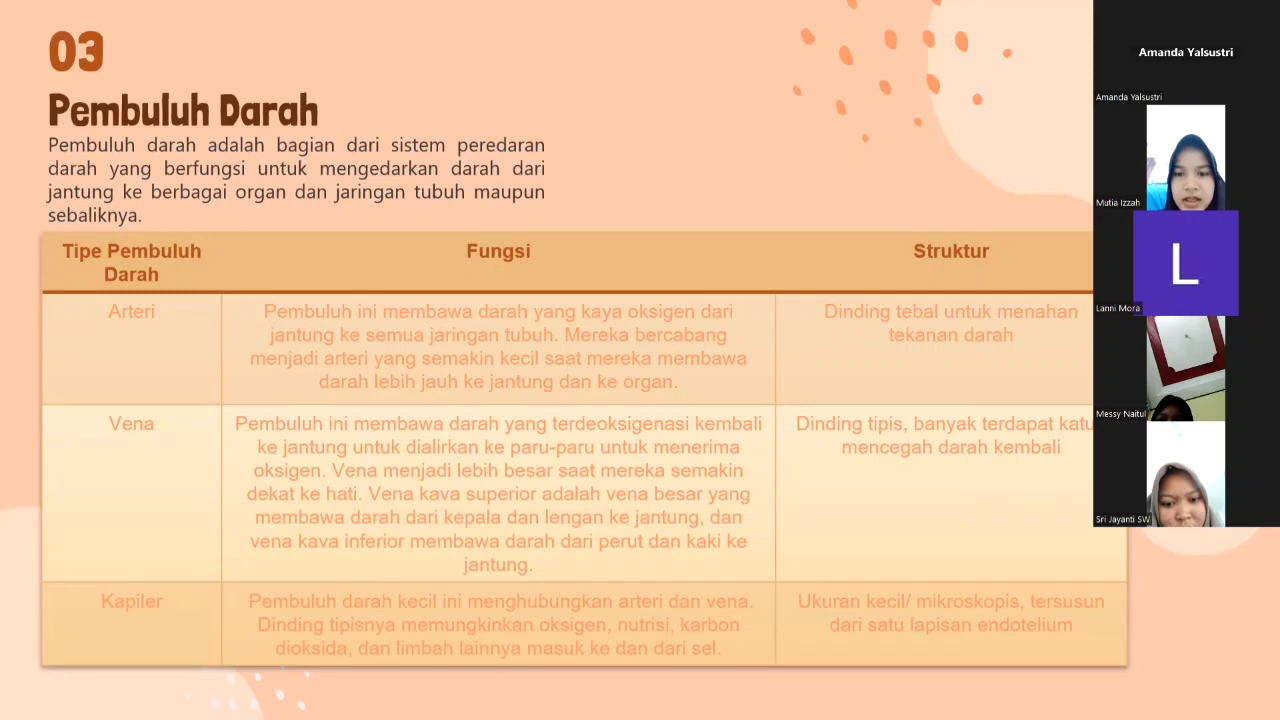 03
Pembuluh Darah
Pembuluh darah adalah bagian dari sistem peredaran
darah yang berfungsi untuk mengedarkan darah dari
jantung ke berbagai organ dan jaringan tubuh maupun
sebaliknya.
Tipe Pembuluh
Darah
Fungsi
Struktur
Arteri
Pembuluh ini membawa darah yang kaya oksigen dari
jantung ke semua jaringan tubuh. Mereka bercabang
menjadi arteri yang semakin kecil saat mereka membawa
darah lebih jauh ke jantung dan ke organ.
Dinding tebal untuk menahan
tekanan darah
Vena
Pembuluh ini membawa darah yang terdeoksigenasi kembali
ke jantung untuk dialirkan ke paru-paru untuk menerima
oksigen. Vena menjadi lebih besar saat mereka semakin
dekat ke hati. Vena kava superior adalah vena besar yang
membawa darah dari kepala dan lengan ke jantung, dan
vena kava inferior membawa darah dari perut dan kaki ke
jantung.
Dinding tipis, banyak terdapat
mencegah darah kembali
Kapiler
Pembuluh darah kecil ini menghubungkan arteri dan vena.
Dinding tipisnya memungkinkan oksigen, nutrisi, karbon
dioksida, dan limbah lainnya masuk ke dan dari sel.
Ukuran kecil/ mikroskopis, tersusun
dari satu lapisan endotelium
Amanda Yalsustri
Amanda Yalsustri
Mutia Izzah
L
Lanni Mora
Messy Naitul
Sri Jayanti SW